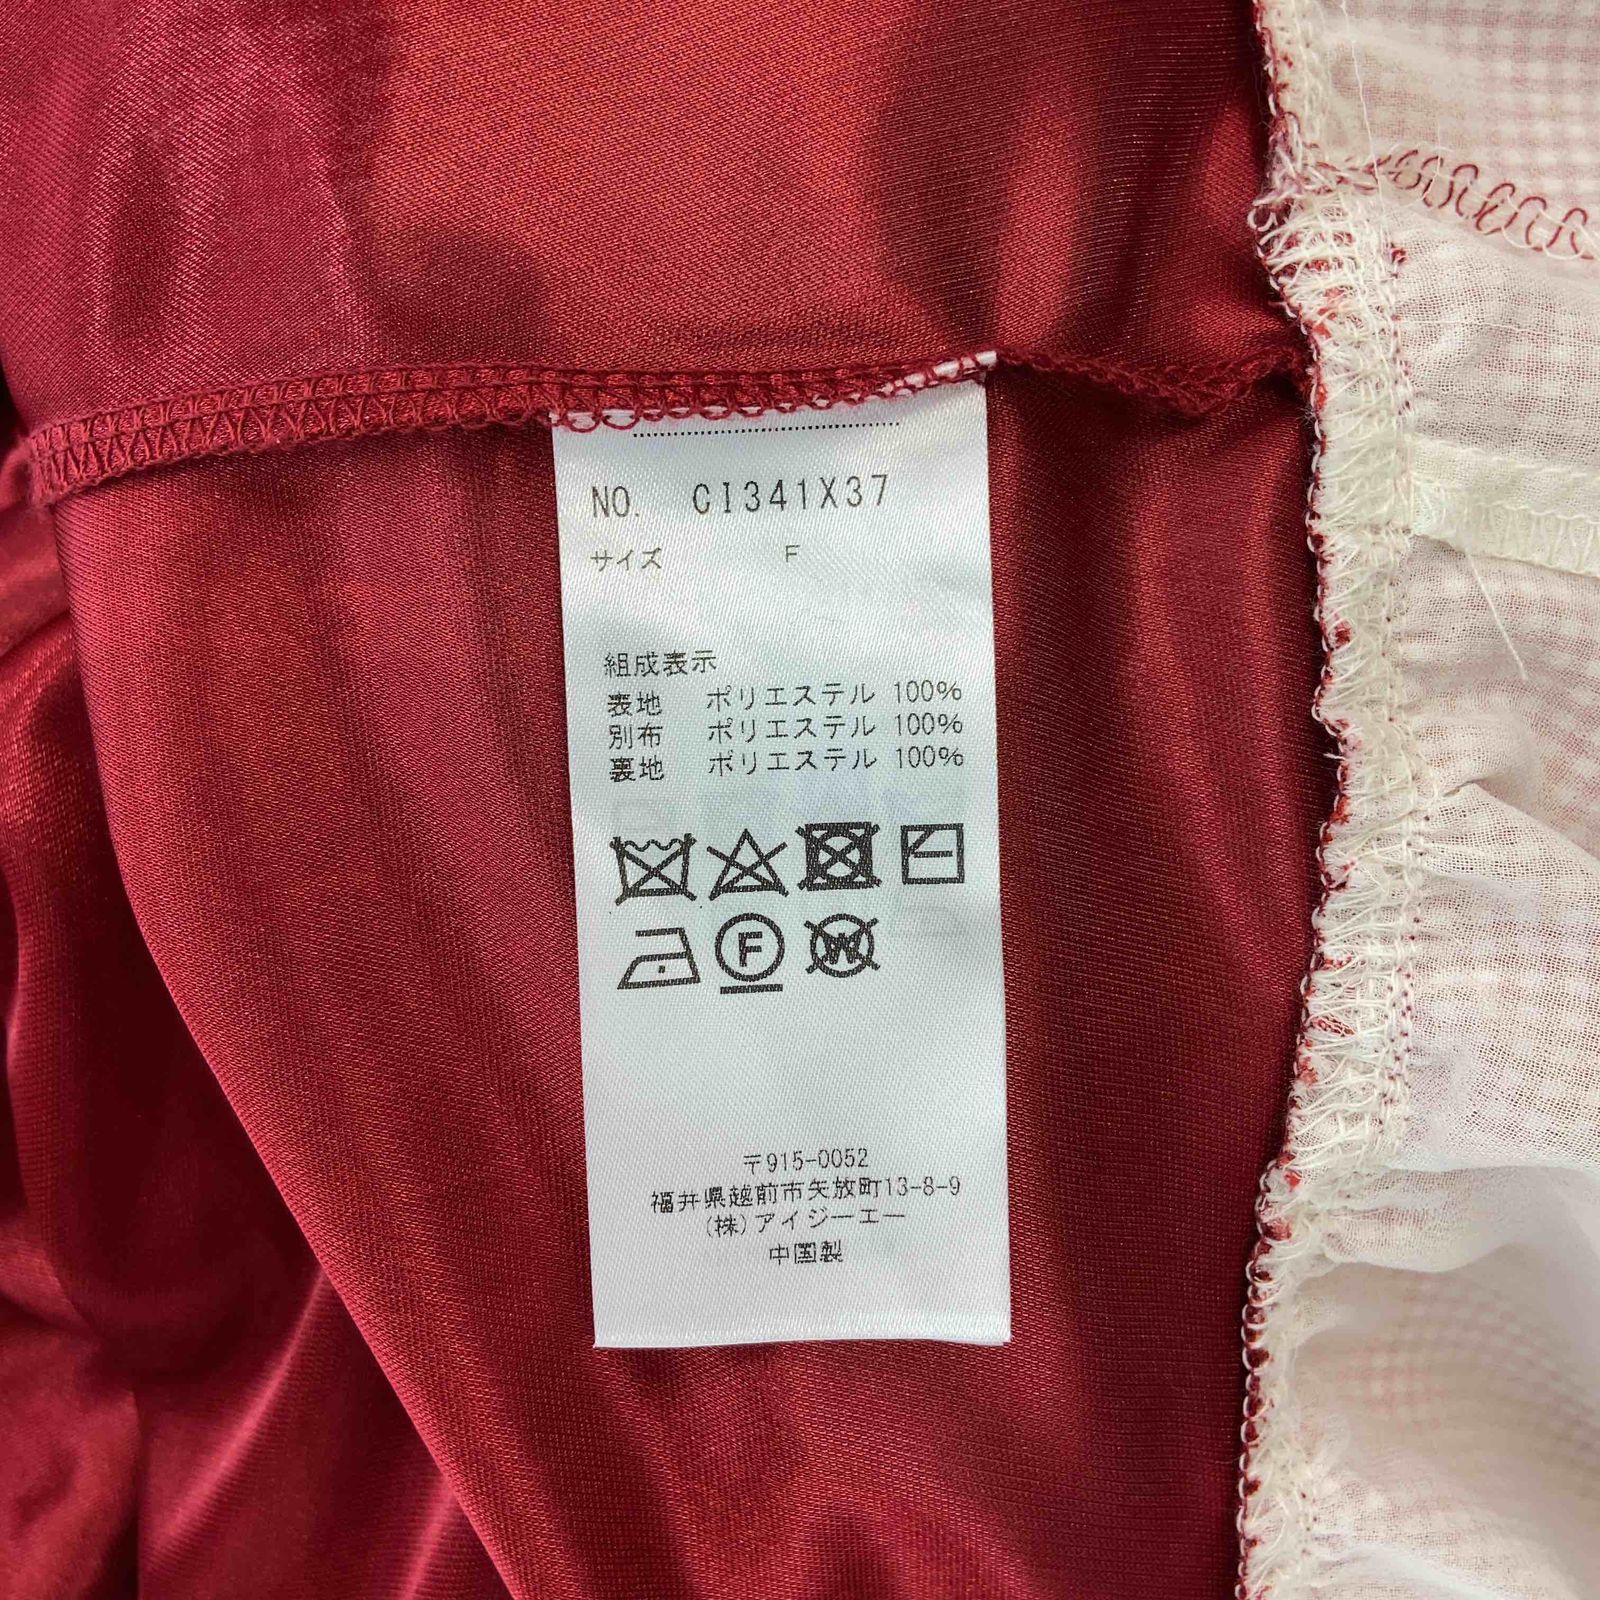 NO. CI341X37
サイズ F
組成表示
表地 ポリエステル 100%
別布 ポリエステル 100%
裏地 ポリエステル 100%
F W
〒915-0052
福井県越前市矢放町13-8-9
(株)アイジーエー
中国製